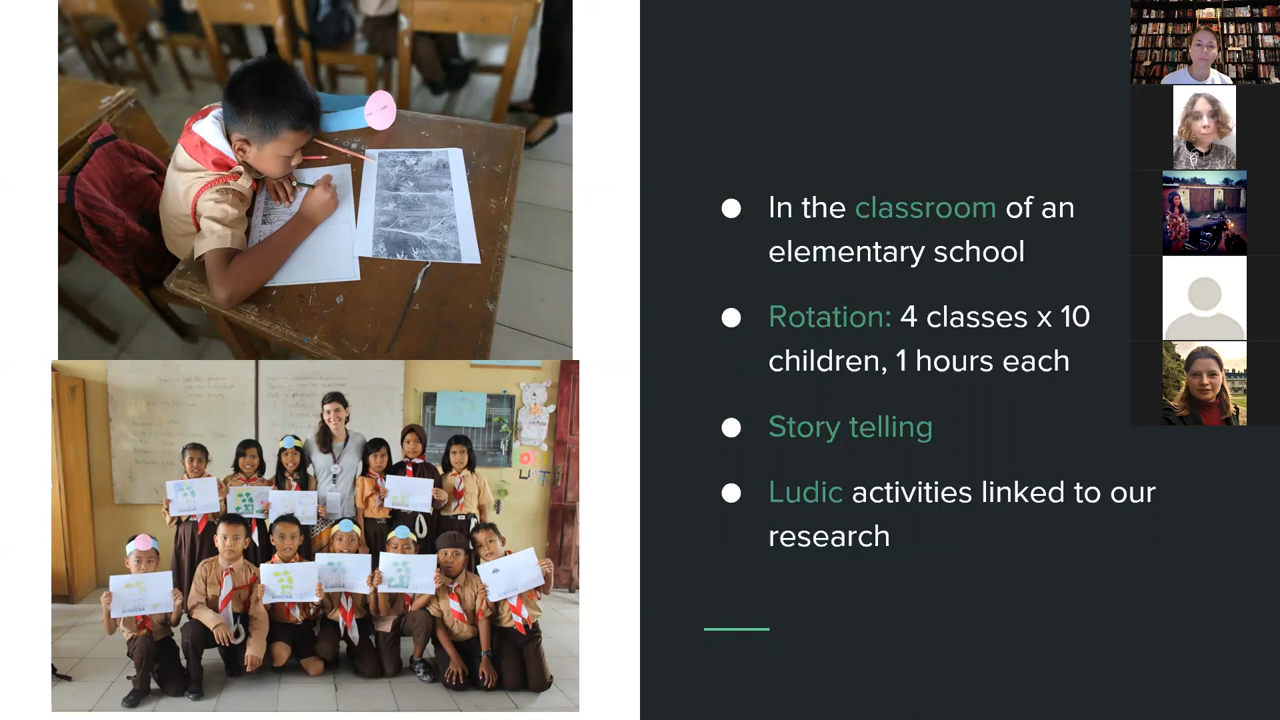 In the classroom of an
elementary school
Rotation: 4 classes x 10
children, 1 hours each
Story telling
Ludic activities linked to our
research